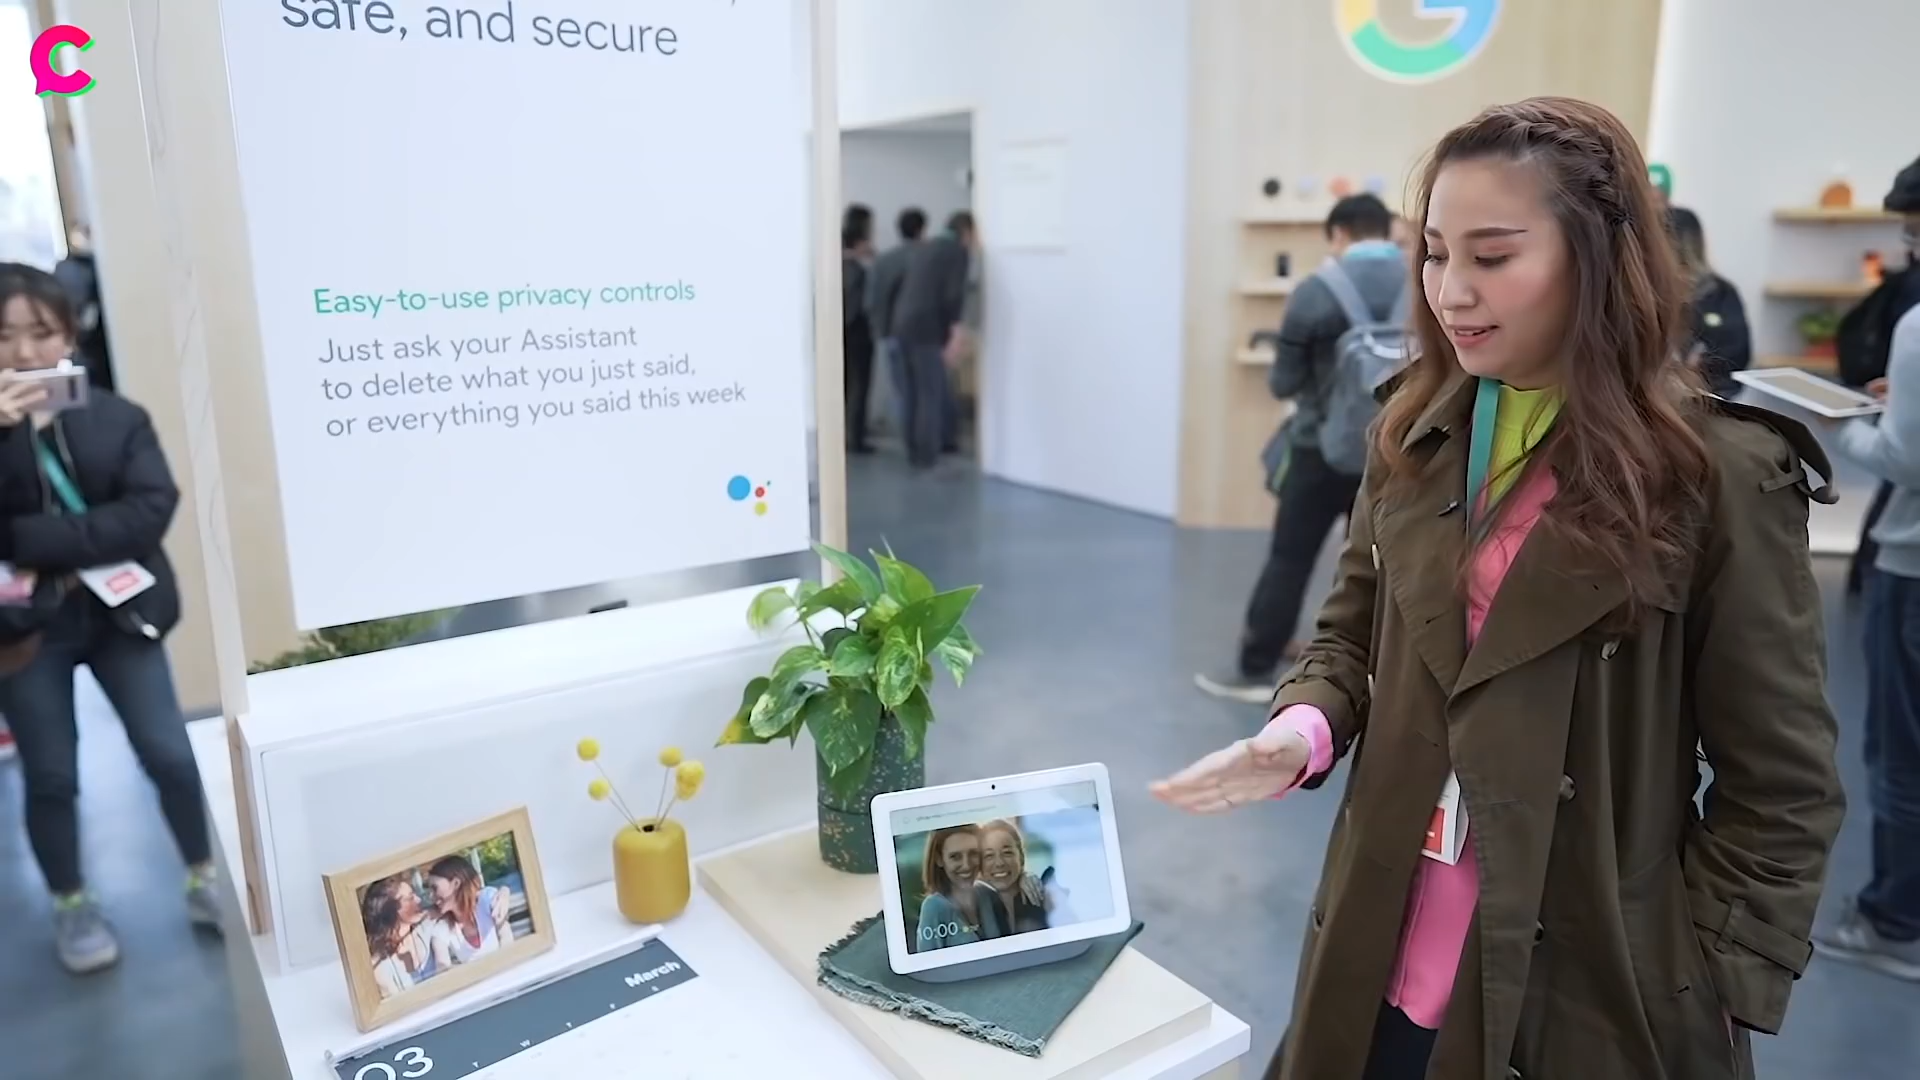 safe, and secure
Easy-to-use privacy controls
Just ask your Assistant
to delete what you just said,
or everything you said this week
10:00
March
03